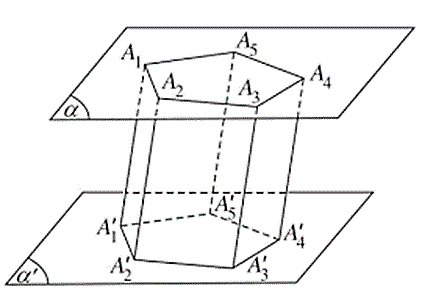 A₅
A₁
A₂ A₃ A₄
α
A′₅
A′₁ A′₄
A′₂ A′₃
α′